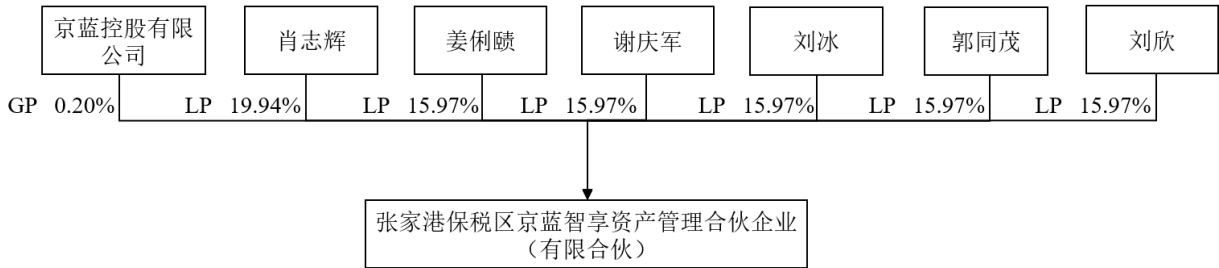 京蓝控股有限
公司
肖志辉
姜俐赜
谢庆军
刘冰
郭同茂
刘欣
GP 0.20% LP 19.94% LP 15.97% LP 15.97% LP 15.97% LP 15.97% LP 15.97%
张家港保税区京蓝智享资产管理合伙企业
（有限合伙）